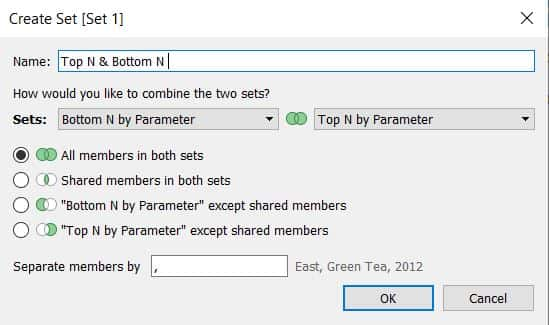 Create Set [Set 1]
Name: Top N & Bottom N
How would you like to combine the two sets?
Sets: Bottom N by Parameter Top N by Parameter
All members in both sets
Shared members in both sets
"Bottom N by Parameter" except shared members
"Top N by Parameter" except shared members
Separate members by , East, Green Tea, 2012
OK Cancel